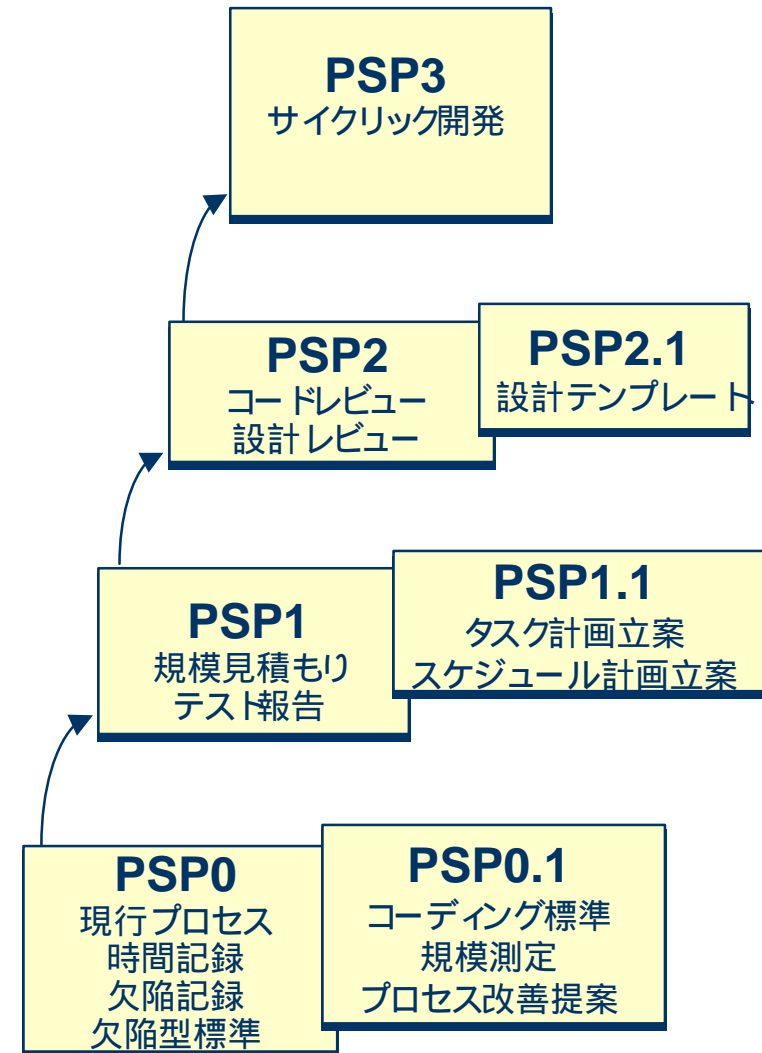 PSP3
サイクリック開発
PSP2
コードレビュー
設計レビュー
PSP2.1
設計テンプレート
PSP1
規模見積もり
テスト報告
PSP1.1
タスク計画立案
スケジュール計画立案
PSP0
現行プロセス
時間記録
欠陥記録
欠陥型標準
PSP0.1
コーディング標準
規模測定
プロセス改善提案